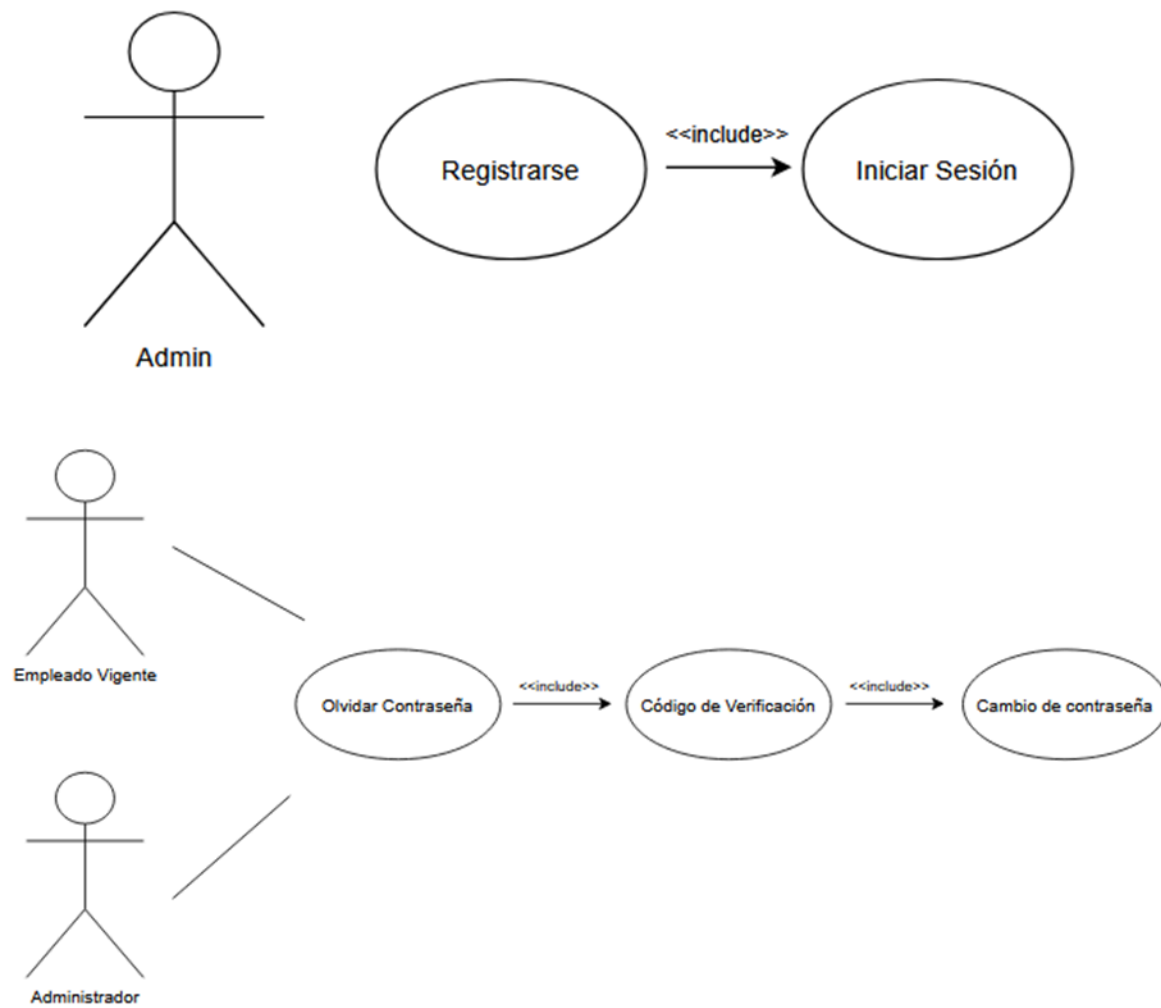 <<include>>
Registrarse
Iniciar Sesión
Admin
Empleado Vigente
<<include>>
<<include>>
Olvidar Contraseña
Código de Verificación
Cambio de contraseña
Administrador